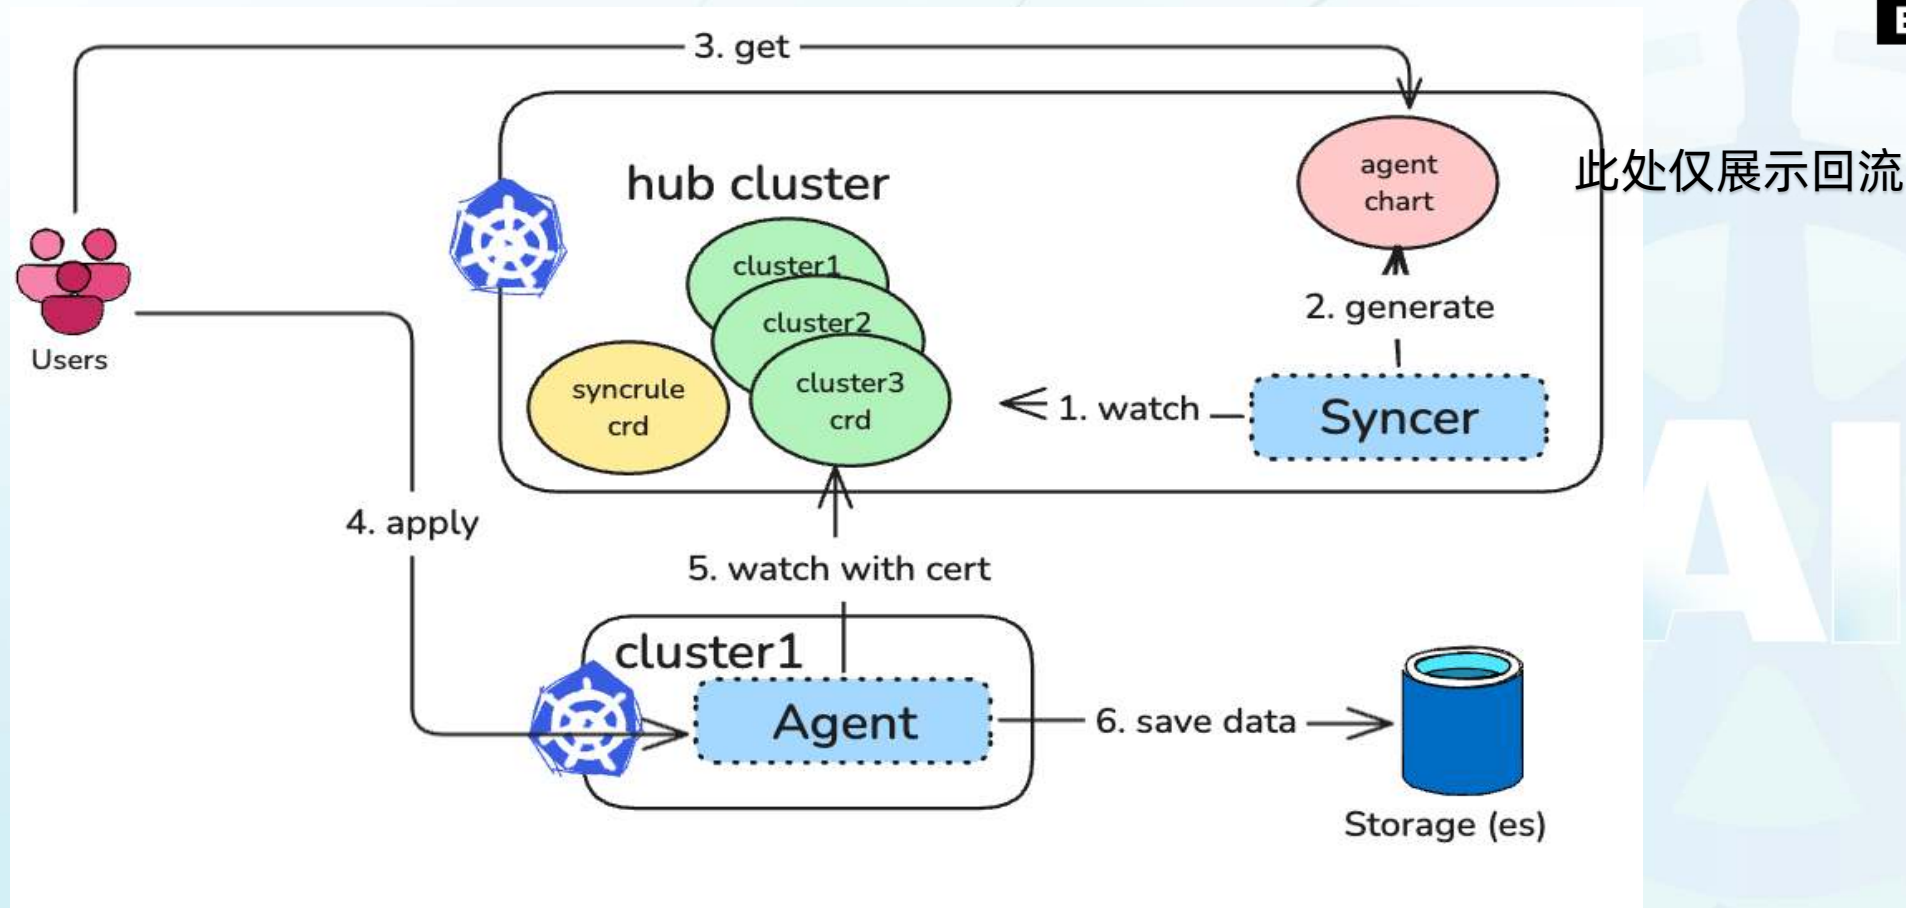 3. get
hub cluster
agent
chart
此处仅展示回流
cluster1
cluster2
cluster3
crd
syncrule
crd
2. generate
1. watch
Syncer
Users
4. apply
5. watch with cert
cluster1
Agent
6. save data
Storage (es)
AI